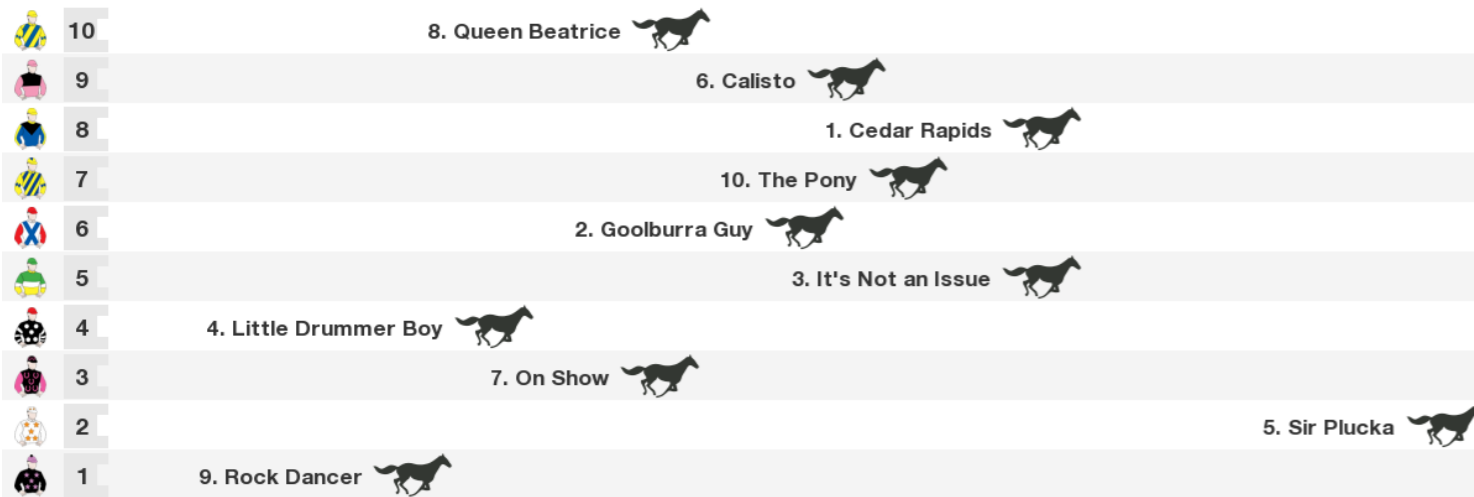 10 8. Queen Beatrice
9 6. Calisto
8 1. Cedar Rapids
7 10. The Pony
6 2. Goolburra Guy
5 3. It's Not an Issue
4 4. Little Drummer Boy
3 7. On Show
2 5. Sir Plucka
1 9. Rock Dancer